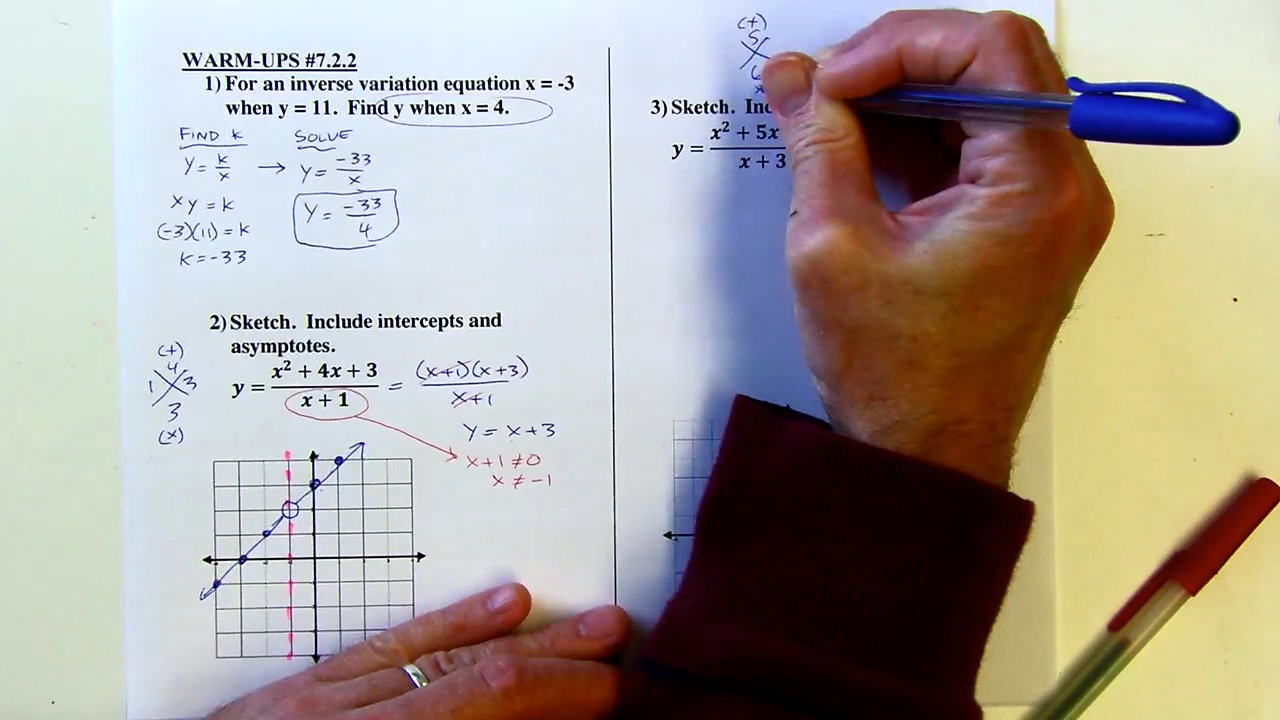 WARM-UPS #7.2.2
1) For an inverse variation equation x = -3
when y = 11. Find y when x = 4.
FIND k
y = k/x
xy = k
(-3)(11) = k
k = -33
SOLVE
→ y = -33/x
y = -33/4
2) Sketch. Include intercepts and
asymptotes.
y = (x² + 4x + 3)/(x + 1) = (x+1)(x+3)/(x+1)
(+)
4
1 3
3
(x)
y = x+3
x+1 ≠ 0
x ≠ -1
(+)
5
6
3) Sketch.
y = x² + 5x
x + 3